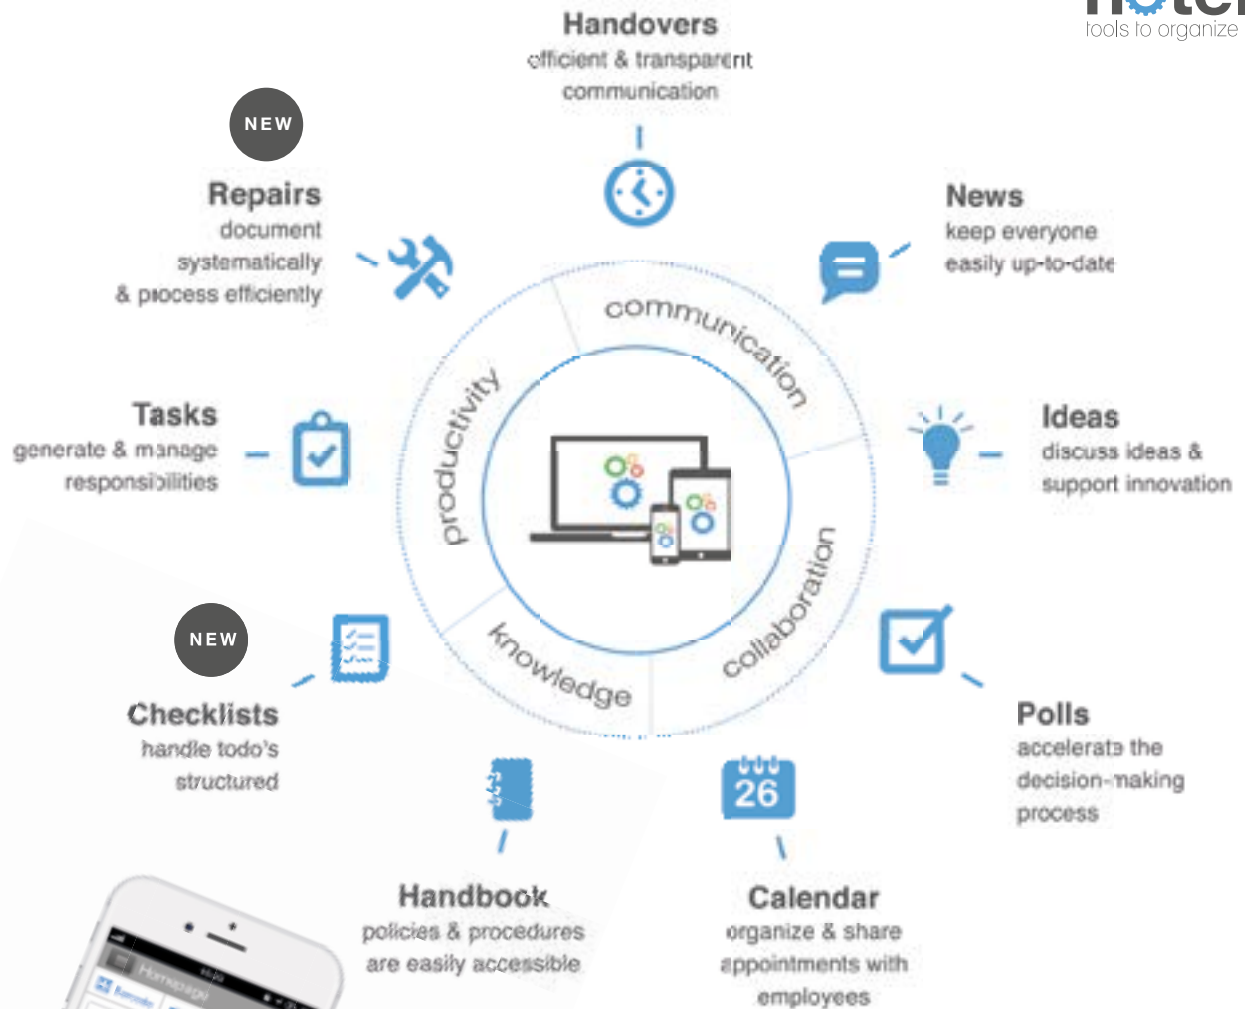 tools to organize
Handovers
efficient & transparent
communication
NEW
Repairs
document
systematically
& process efficiently
News
keep everyone
easily up-to-date
communication
productivity
Tasks
generate & manage
responsibilities
Ideas
discuss ideas &
support innovation
collaboration
knowledge
NEW
Checklists
handle todo's
structured
Polls
accelerate the
decision-making
process
26
Handbook
policies & procedures
are easily accessible
Calendar
organize & share
appointments with
employees
Homepage